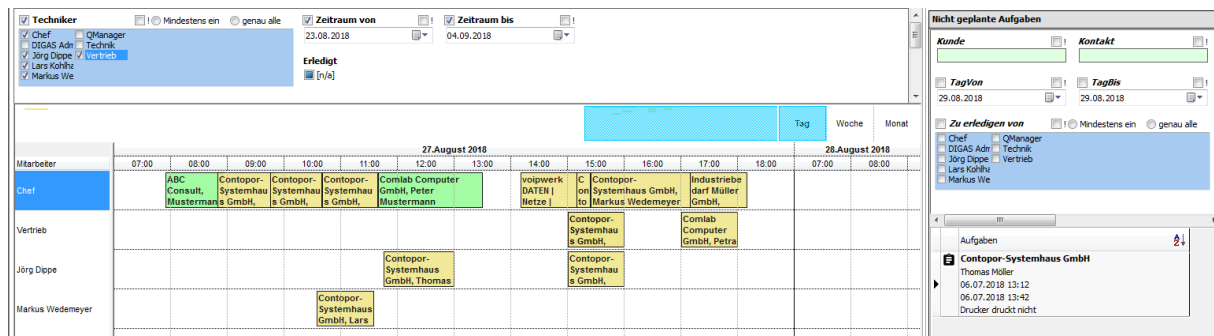 Techniker ! Mindestens ein genau alle
Chef QManager
DIGAS Adm Technik
Jörg Dippe Vertrieb
Lars Kohlha
Markus We
Zeitraum von !
23.08.2018
Zeitraum bis !
04.09.2018
Erledigt
[n/a]
Tag Woche Monat
27.August 2018 28.August 2018
Mitarbeiter 07:00 08:00 09:00 10:00 11:00 12:00 13:00 14:00 15:00 16:00 17:00 18:00 07:00 08:00
Chef
ABC
Consult,
Musterman
Contopor-
Systemhau
s GmbH,
Contopor-
Systemhau
s GmbH,
Contopor-
Systemhau
s GmbH,
Comlab Computer
GmbH, Peter
Mustermann
voipwerk
DATEN |
Netze |
C
on
to
Contopor-
Systemhaus GmbH,
Markus Wedemeyer
Industriebe
darf Müller
GmbH,
Vertrieb
Contopor-
Systemhau
s GmbH,
Comlab
Computer
GmbH, Petra
Jörg Dippe
Contopor-
Systemhaus
GmbH, Thomas
Contopor-
Systemhau
s GmbH,
Markus Wedemeyer
Contopor-
Systemhaus
GmbH, Lars
Nicht geplante Aufgaben
Kunde ! Kontakt !
TagVon ! TagBis !
29.08.2018 29.08.2018
Zu erledigen von ! Mindestens ein genau alle
Chef QManager
DIGAS Adm Technik
Jörg Dippe Vertrieb
Lars Kohlha
Markus We
Aufgaben
Contopor-Systemhaus GmbH
Thomas Möller
06.07.2018 13:12
06.07.2018 13:42
Drucker druckt nicht